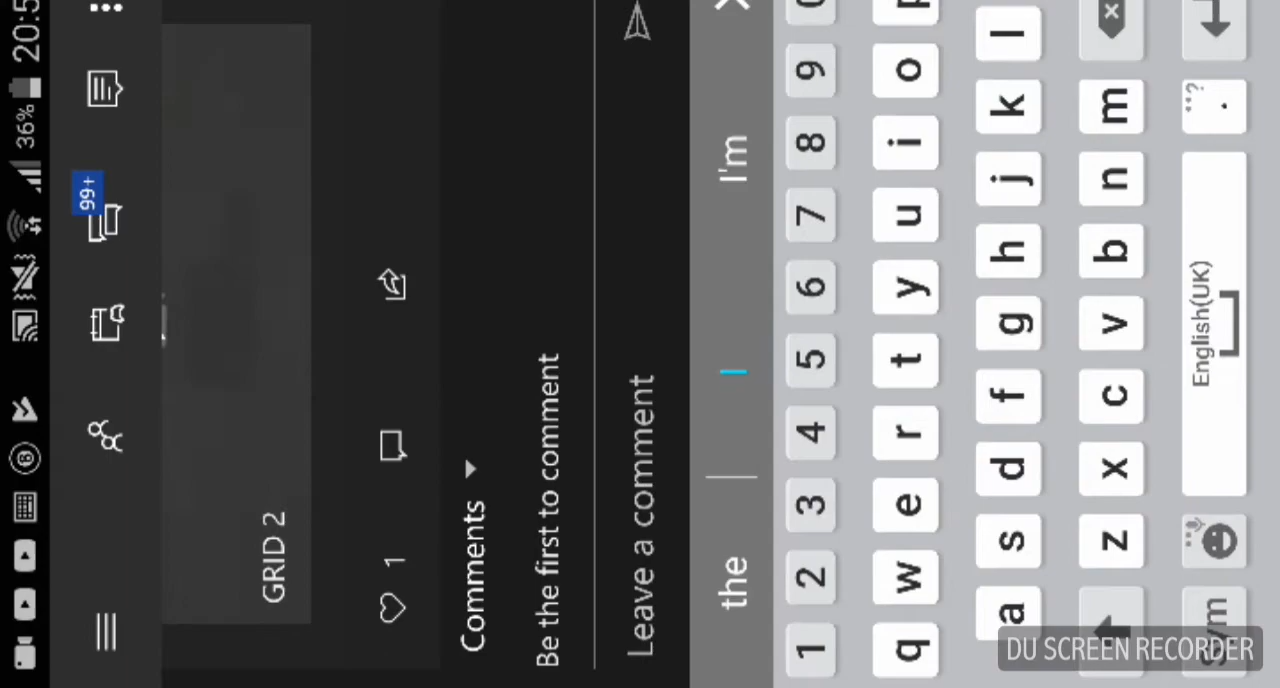 36% 20:5
99+
GRID 2
1
Comments
Be the first to comment
Leave a comment
the I I'm
1 2 3 4 5 6 7 8 9 0
q w e r t y u i o p
a s d f g h j k l
z x c v b n m
English(UK) . ...?
DU SCREEN RECORDER